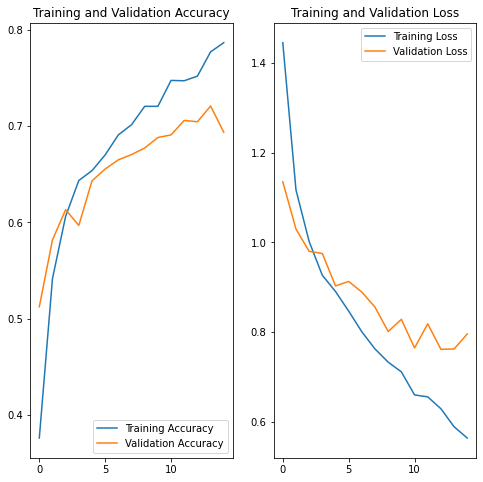 Training and Validation Accuracy
0.8
0.7
0.6
0.5
0.4
0
5
10
Training Accuracy
Validation Accuracy
Training and Validation Loss
1.4
1.2
1.0
0.8
0.6
0
5
10
Training Loss
Validation Loss